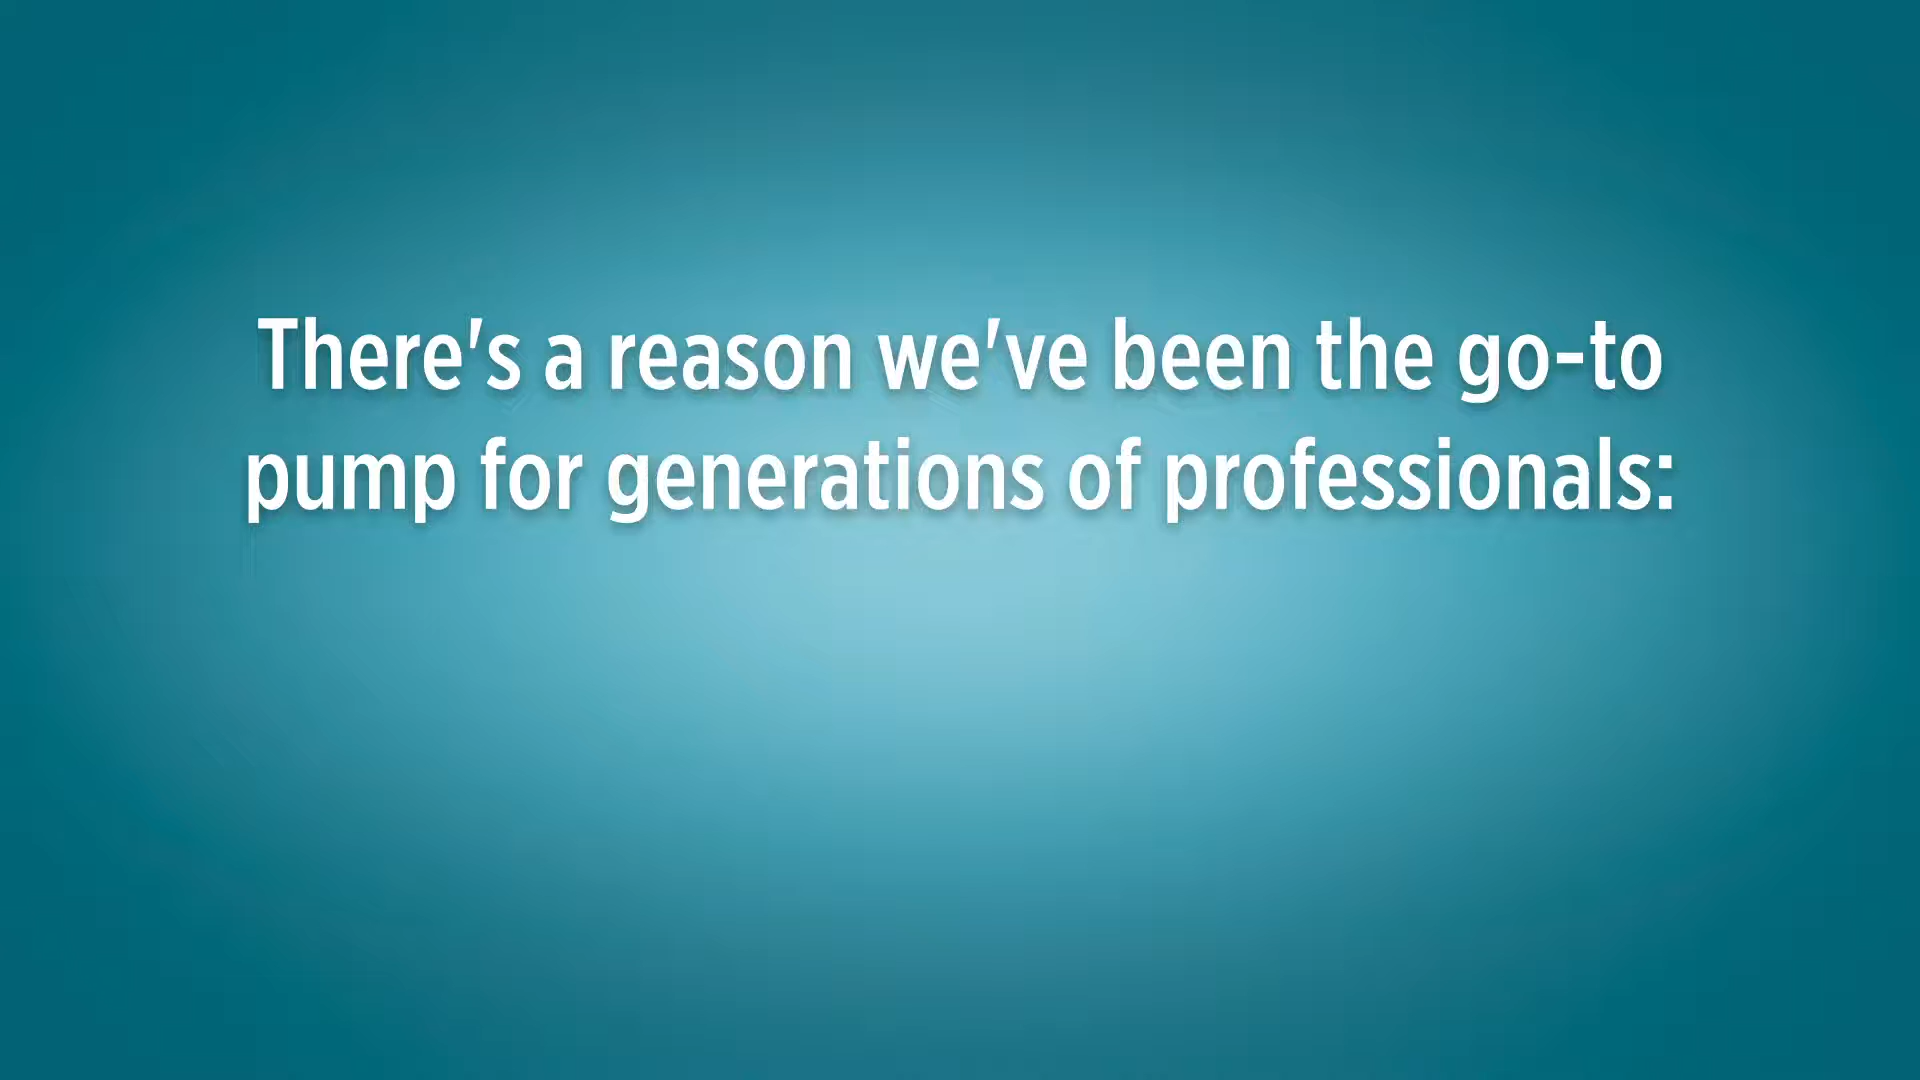 There's a reason we've been the go-to
pump for generations of professionals: